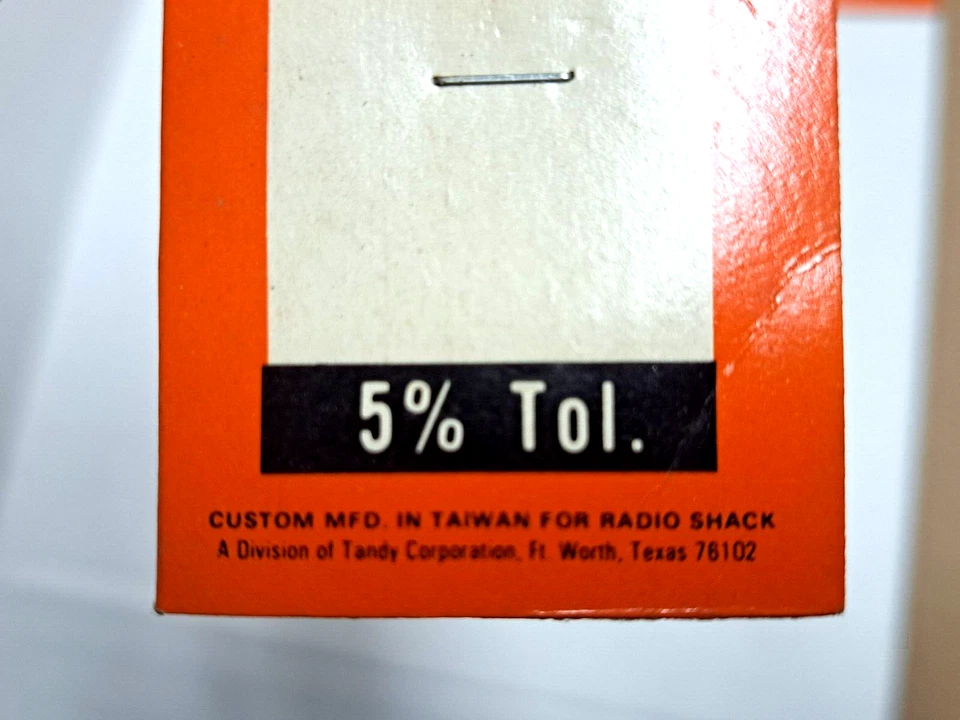 5% Tol.
CUSTOM MFD. IN TAIWAN FOR RADIO SHACK
A Division of Tandy Corporation, Ft. Worth, Texas 76102